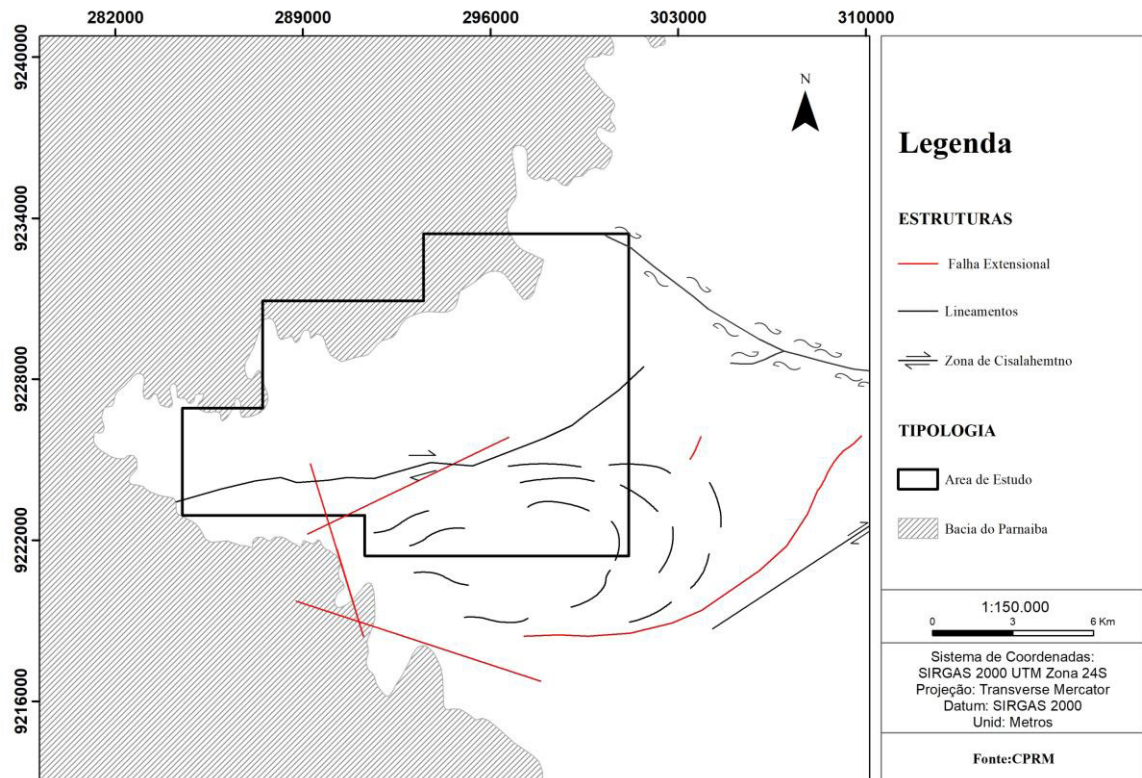 282000 289000 296000 303000 310000
9240000
9234000
9228000
9222000
9216000
N
Legenda
ESTRUTURAS
Falha Extensional
Lineamentos
Zona de Cisalahemtno
TIPOLOGIA
Area de Estudo
Bacia do Parnaiba
1:150.000
0 3 6 Km
Sistema de Coordenadas:
SIRGAS 2000 UTM Zona 24S
Projeção: Transverse Mercator
Datum: SIRGAS 2000
Unid: Metros
Fonte:CPRM